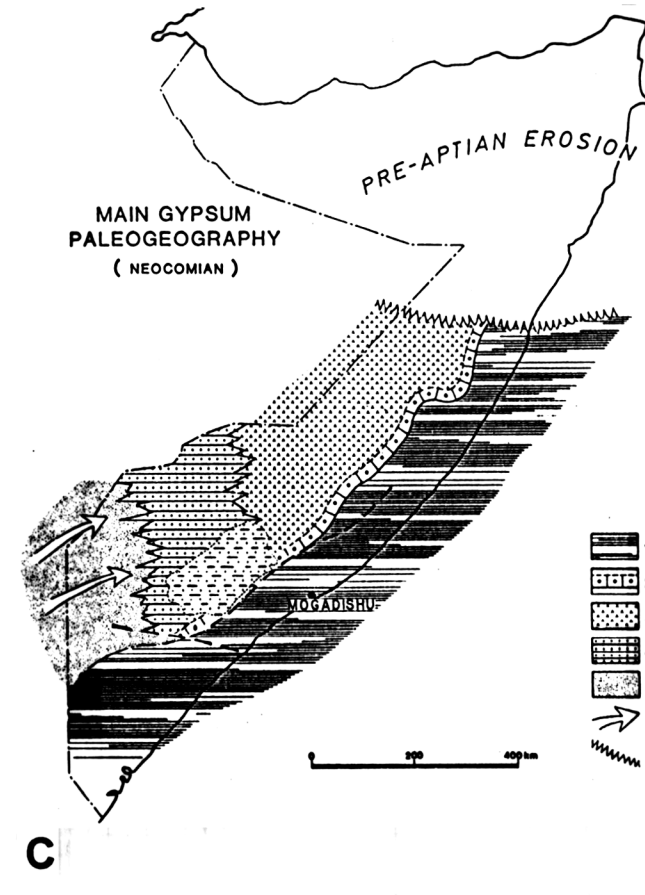 PRE-APTIAN EROSION
MAIN GYPSUM
PALEOGEOGRAPHY
( NEOCOMIAN )
MOGADISHU
0 200 400 km
C